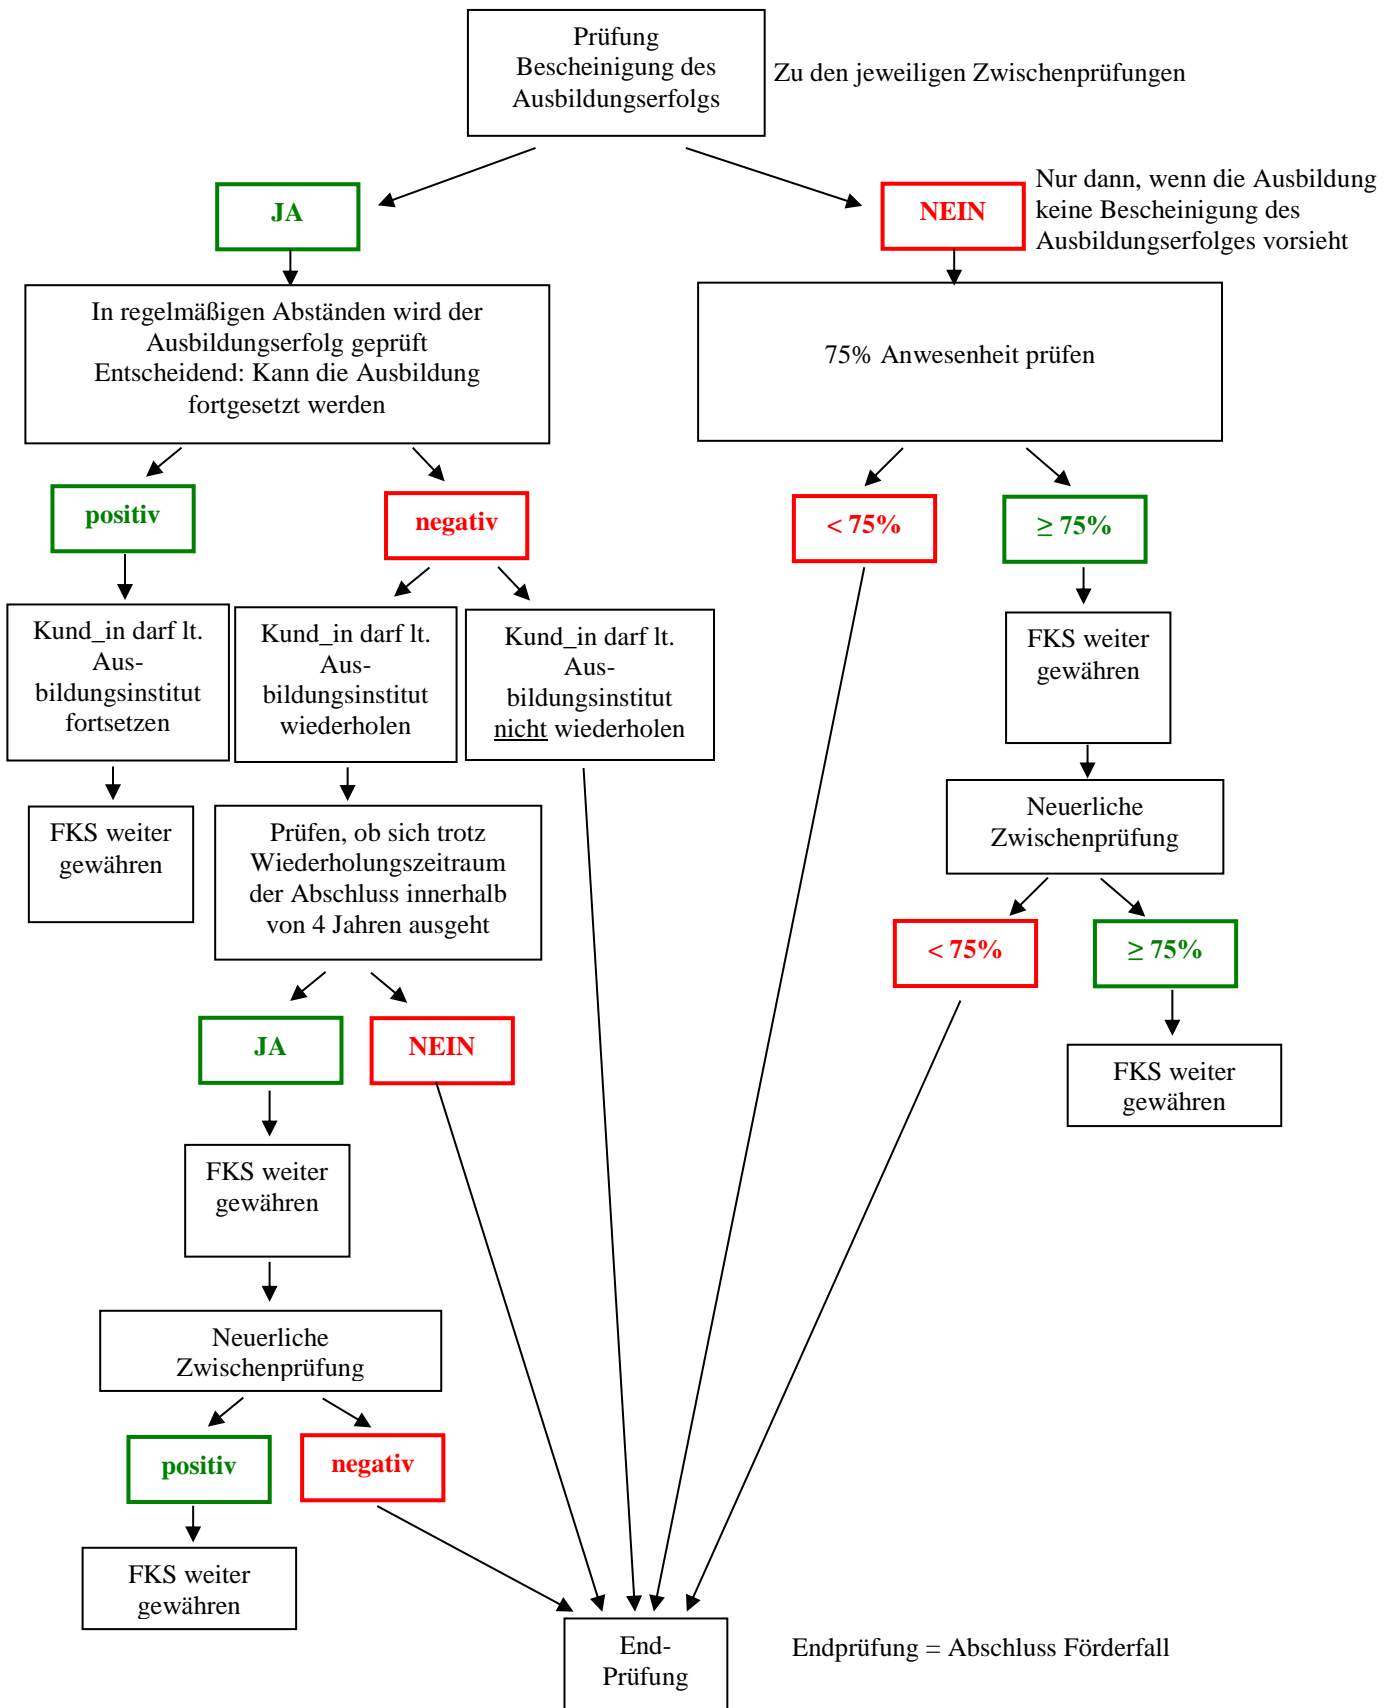 Prüfung
Bescheinigung des
Ausbildungserfolgs
Zu den jeweiligen Zwischenprüfungen
JA
NEIN
Nur dann, wenn die Ausbildung
keine Bescheinigung des
Ausbildungserfolges vorsieht
In regelmäßigen Abständen wird der
Ausbildungserfolg geprüft
Entscheidend: Kann die Ausbildung
fortgesetzt werden
75% Anwesenheit prüfen
positiv
negativ
< 75%
≥ 75%
Kund_in darf lt.
Aus-
bildungsinstitut
fortsetzen
Kund_in darf lt.
Aus-
bildungsinstitut
wiederholen
Kund_in darf lt.
Aus-
bildungsinstitut
nicht wiederholen
FKS weiter
gewähren
FKS weiter
gewähren
Prüfen, ob sich trotz
Wiederholungszeitraum
der Abschluss innerhalb
von 4 Jahren ausgeht
Neuerliche
Zwischenprüfung
< 75%
≥ 75%
JA
NEIN
FKS weiter
gewähren
FKS weiter
gewähren
Neuerliche
Zwischenprüfung
positiv
negativ
FKS weiter
gewähren
End-
Prüfung
Endprüfung = Abschluss Förderfall